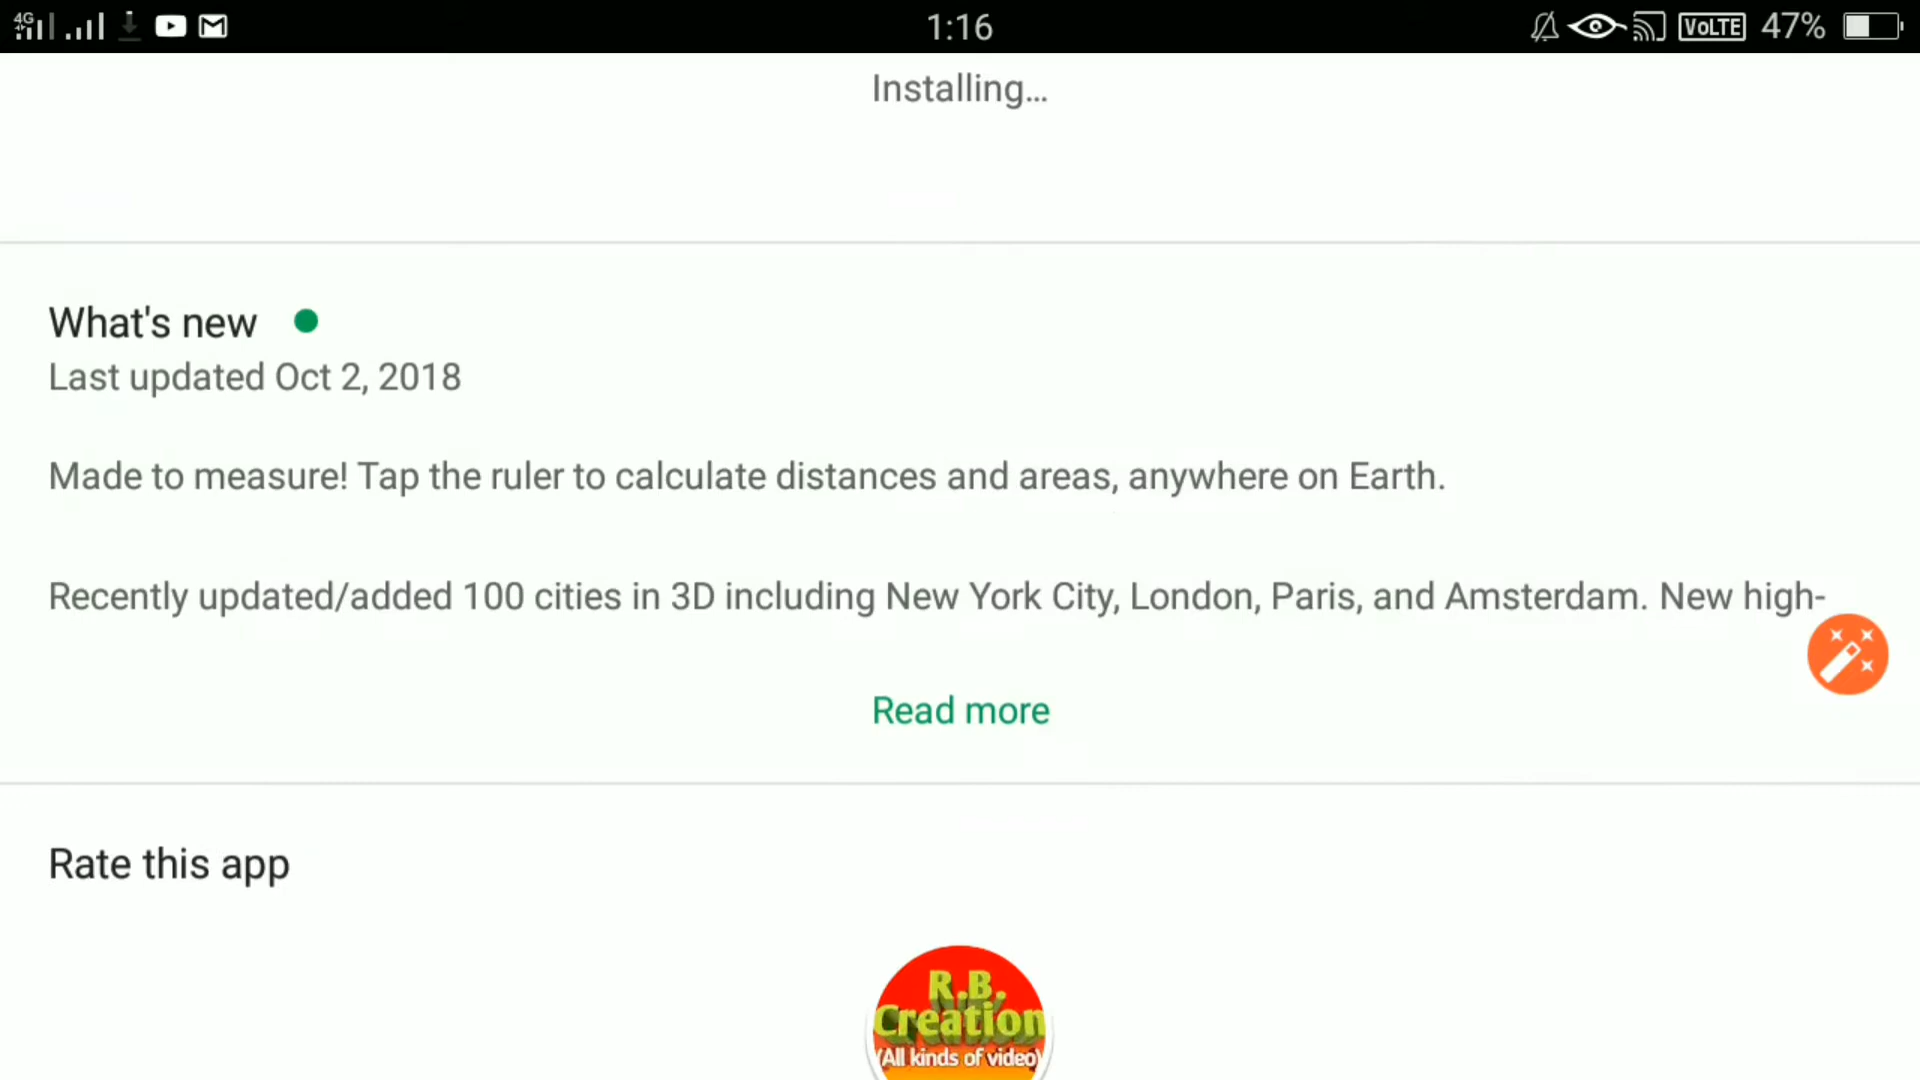 4G
1:16
VoLTE 47%
Installing...
What's new
Last updated Oct 2, 2018
Made to measure! Tap the ruler to calculate distances and areas, anywhere on Earth.
Recently updated/added 100 cities in 3D including New York City, London, Paris, and Amsterdam. New high-
Read more
Rate this app
R.B.
Creation
(All kinds of video)